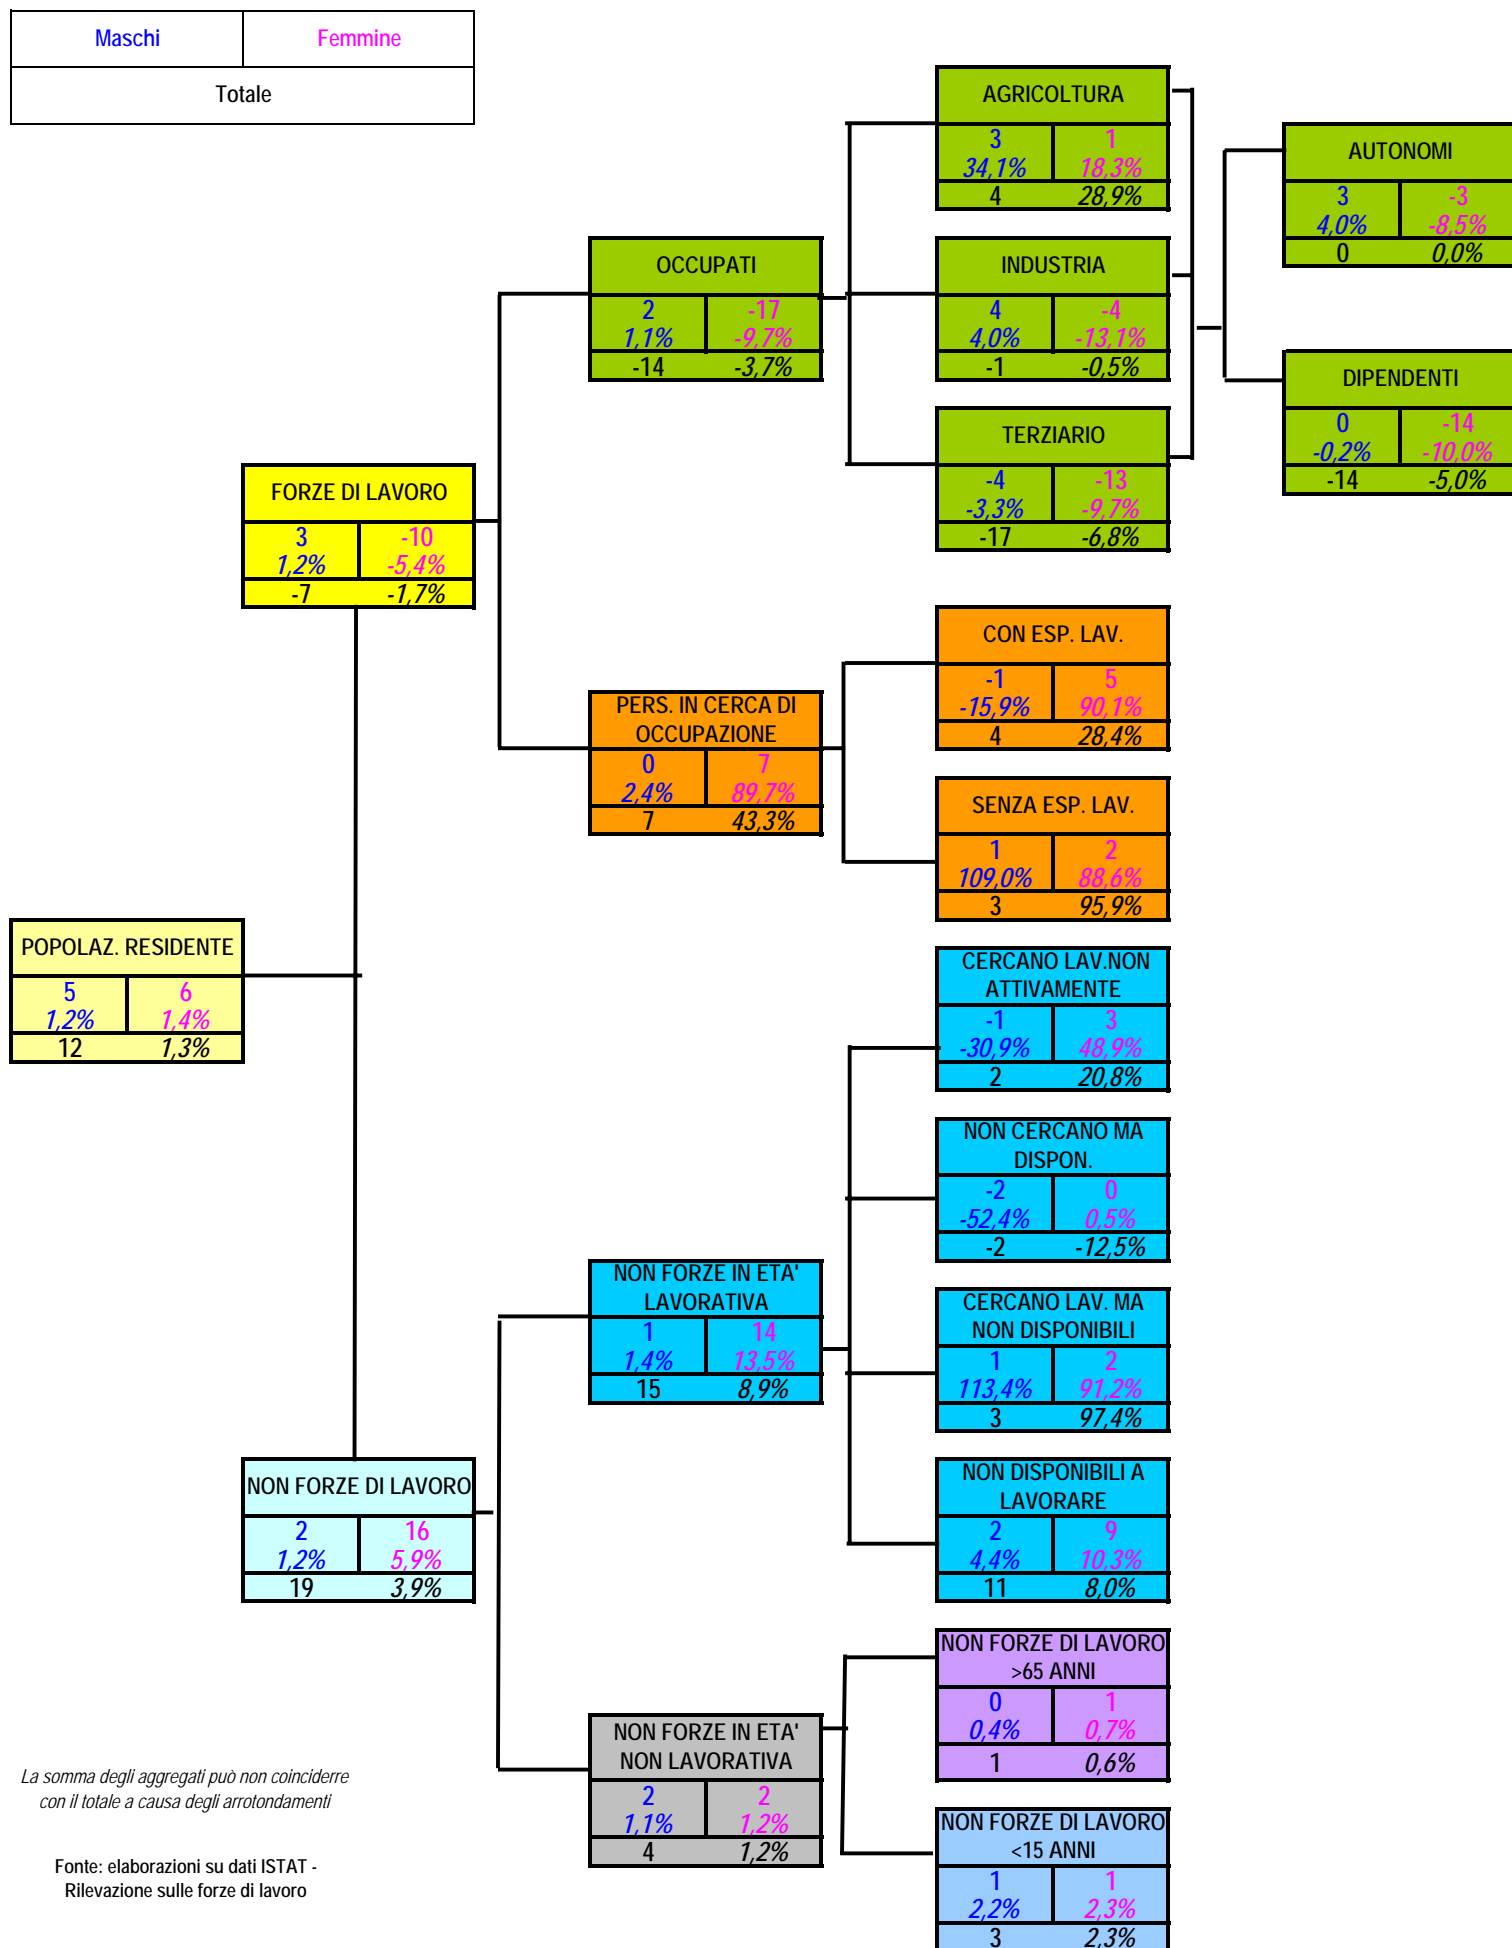 Maschi Femmine
Totale
AGRICOLTURA
3 1
34,1% 18,3%
4 28,9%
AUTONOMI
3 -3
4,0% -8,5%
0 0,0%
OCCUPATI
2 -17
1,1% -9,7%
-14 -3,7%
INDUSTRIA
4 -4
4,0% -13,1%
-1 -0,5%
DIPENDENTI
0 -14
-0,2% -10,0%
-14 -5,0%
TERZIARIO
-4 -13
-3,3% -9,7%
-17 -6,8%
FORZE DI LAVORO
3 -10
1,2% -5,4%
-7 -1,7%
CON ESP. LAV.
-1 5
-15,9% 90,1%
4 28,4%
PERS. IN CERCA DI
OCCUPAZIONE
0 7
2,4% 89,7%
7 43,3%
SENZA ESP. LAV.
1 2
109,0% 88,6%
3 95,9%
POPOLAZ. RESIDENTE
5 6
1,2% 1,4%
12 1,3%
CERCANO LAV.NON
ATTIVAMENTE
-1 3
-30,9% 48,9%
2 20,8%
NON CERCANO MA
DISPON.
-2 0
-52,4% 0,5%
-2 -12,5%
NON FORZE IN ETA'
LAVORATIVA
1 14
1,4% 13,5%
15 8,9%
CERCANO LAV. MA
NON DISPONIBILI
1 2
113,4% 91,2%
3 97,4%
NON FORZE DI LAVORO
2 16
1,2% 5,9%
19 3,9%
NON DISPONIBILI A
LAVORARE
2 9
4,4% 10,3%
11 8,0%
NON FORZE DI LAVORO
>65 ANNI
0 1
0,4% 0,7%
1 0,6%
NON FORZE IN ETA'
NON LAVORATIVA
2 2
1,1% 1,2%
4 1,2%
NON FORZE DI LAVORO
<15 ANNI
1 1
2,2% 2,3%
3 2,3%
La somma degli aggregati può non coinciderre
con il totale a causa degli arrotondamenti
Fonte: elaborazioni su dati ISTAT -
Rilevazione sulle forze di lavoro